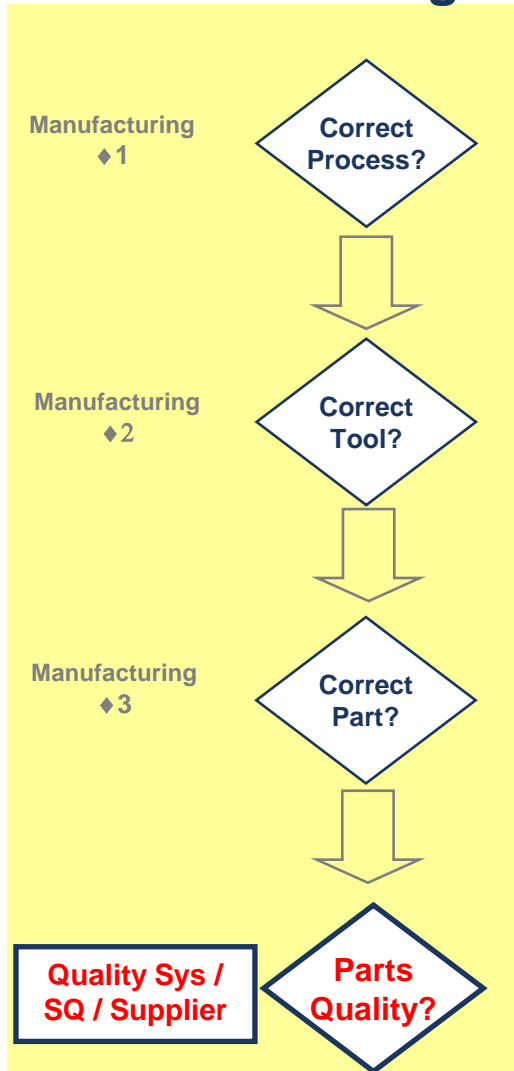 Manufacturing
♦1
Correct
Process?
Manufacturing
♦2
Correct
Tool?
Manufacturing
♦3
Correct
Part?
Quality Sys /
SQ / Supplier
Parts
Quality?